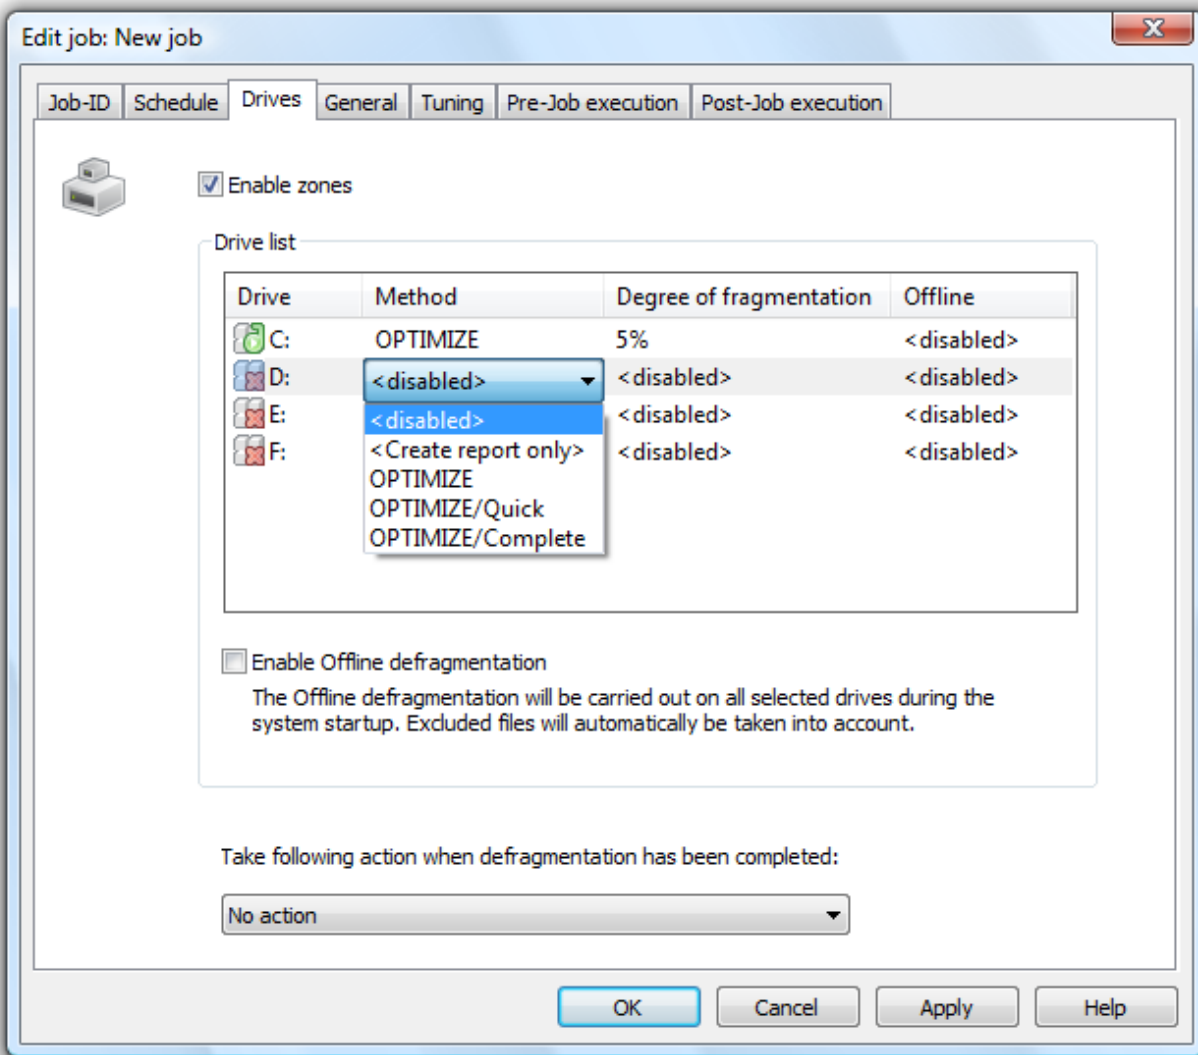 Edit job: New job
Job-ID Schedule Drives General Tuning Pre-Job execution Post-Job execution
Enable zones
Drive list
Drive Method Degree of fragmentation Offline
C: OPTIMIZE 5% <disabled>
D: <disabled> <disabled> <disabled>
<disabled>
E: <disabled> <disabled>
<Create report only>
F: <disabled> <disabled>
OPTIMIZE
OPTIMIZE/Quick
OPTIMIZE/Complete
Enable Offline defragmentation
The Offline defragmentation will be carried out on all selected drives during the
system startup. Excluded files will automatically be taken into account.
Take following action when defragmentation has been completed:
No action
OK Cancel Apply Help